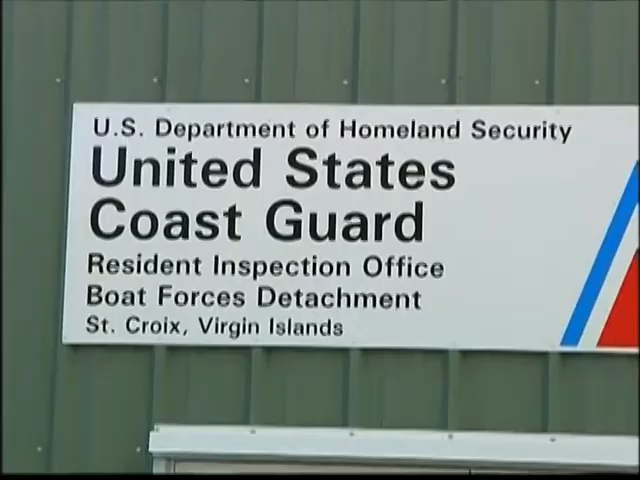 U.S. Department of Homeland Security
United States
Coast Guard
Resident Inspection Office
Boat Forces Detachment
St. Croix, Virgin Islands